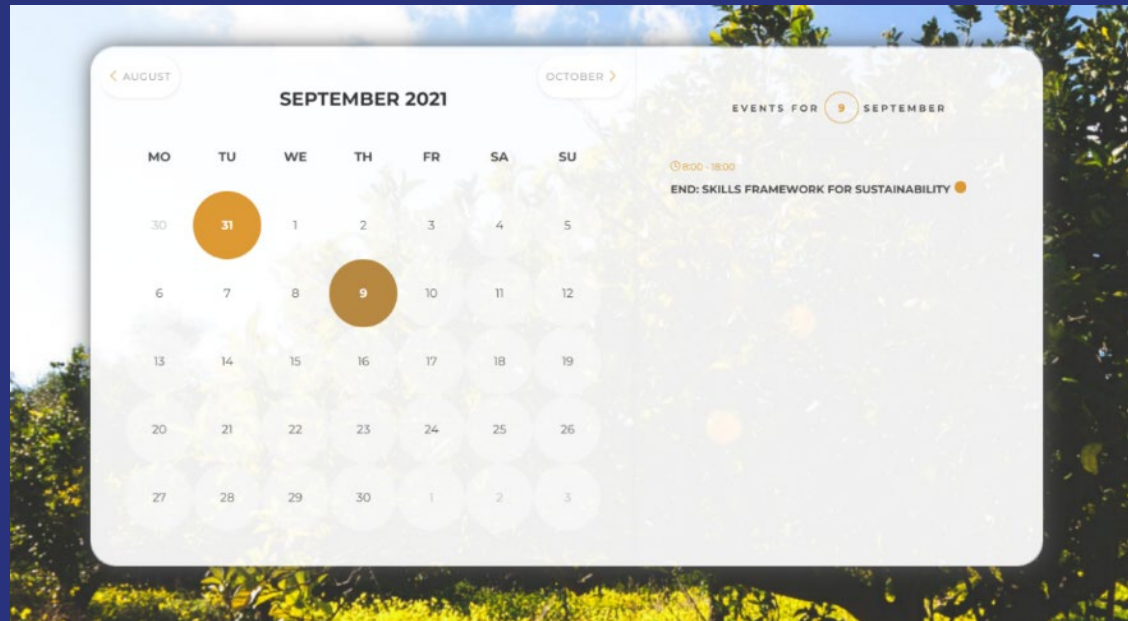 < AUGUST
OCTOBER >
SEPTEMBER 2021
MO TU WE TH FR SA SU
30 31 1 2 3 4 5
6 7 8 9 10 11 12
13 14 15 16 17 18 19
20 21 22 23 24 25 26
27 28 29 30 1 2 3
EVENTS FOR 9 SEPTEMBER
8:00 - 18:00
END: SKILLS FRAMEWORK FOR SUSTAINABILITY